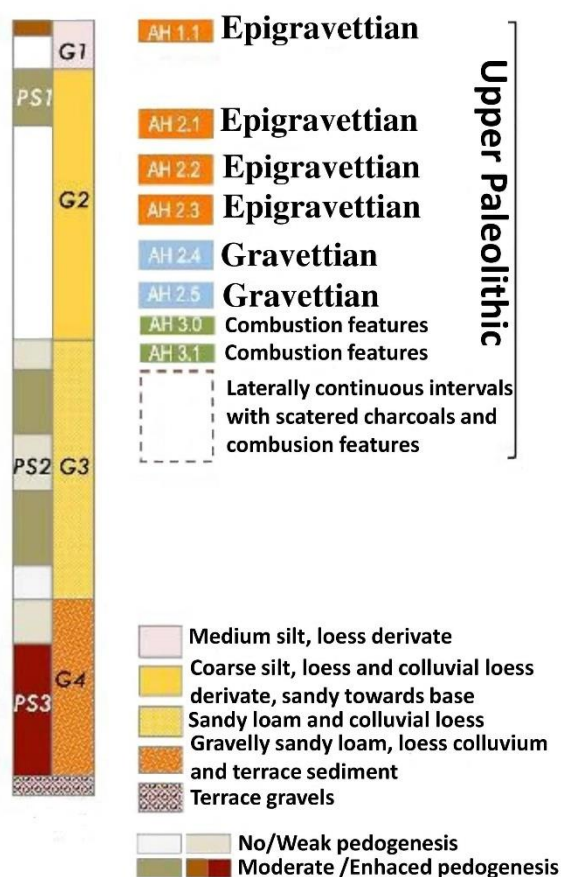 AH 1.1 Epigravettian
G1
PS1
AH 2.1 Epigravettian
AH 2.2 Epigravettian
G2
AH 2.3 Epigravettian
AH 2.4 Gravettian
AH 2.5 Gravettian
AH 3.0 Combustion features
AH 3.1 Combustion features
Laterally continuous intervals
with scatered charcoals and
combusion features
Upper Paleolithic
PS2 G3
PS3 G4
Medium silt, loess derivate
Coarse silt, loess and colluvial loess
derivate, sandy towards base
Sandy loam and colluvial loess
Gravelly sandy loam, loess colluvium
and terrace sediment
Terrace gravels
No/Weak pedogenesis
Moderate /Enhaced pedogenesis